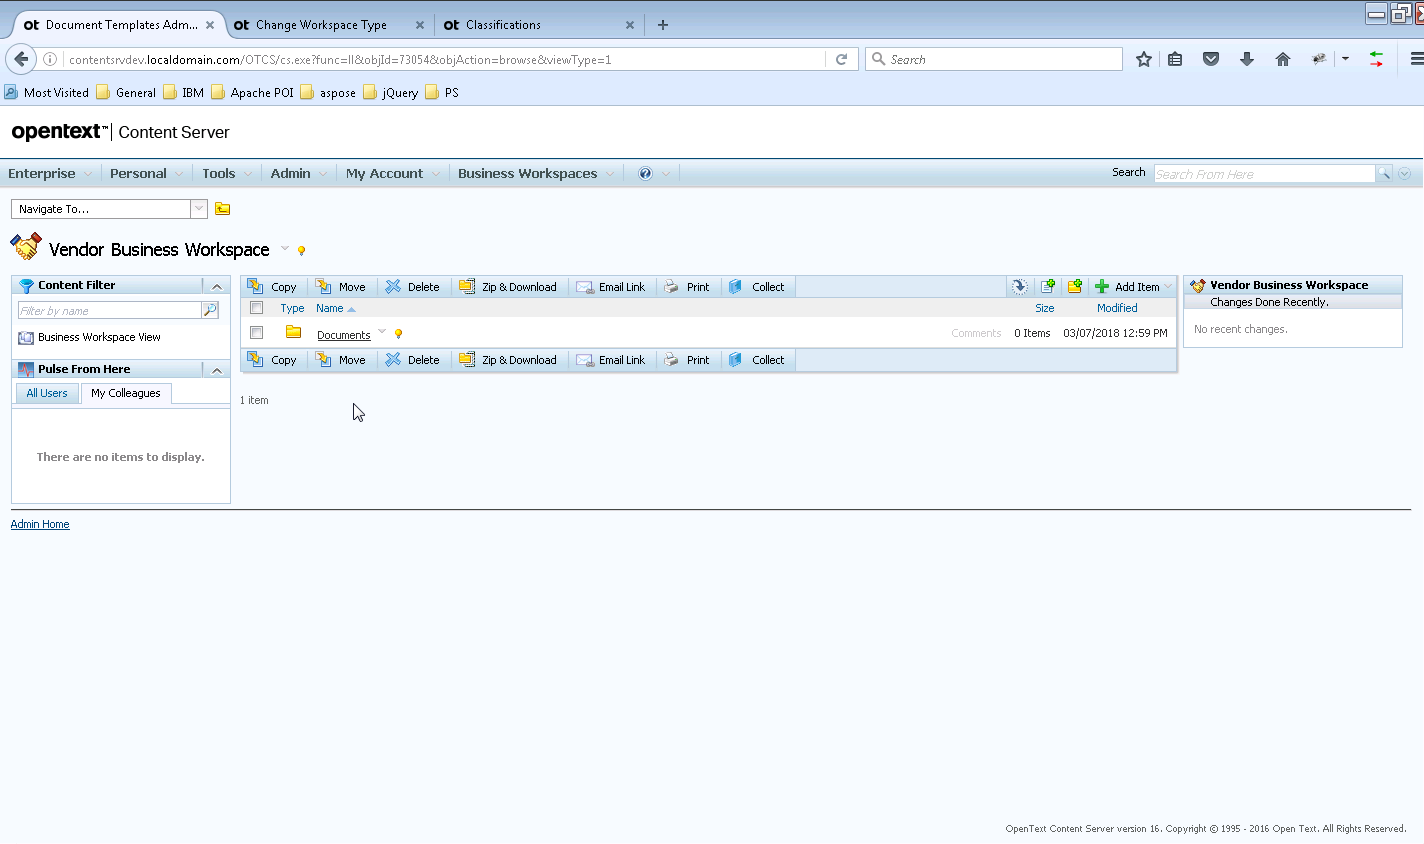 ot Document Templates Adm... × ot Change Workspace Type × ot Classifications × +
contentsrvdev.localdomain.com/OTCS/cs.exe?func=ll&objId=73054&objAction=browse&viewType=1 Search
Most Visited General IBM Apache POI aspose jQuery PS
opentext™ | Content Server
Enterprise Personal Tools Admin My Account Business Workspaces ? Search Search From Here
Navigate To...
Vendor Business Workspace
Content Filter
Filter by name
Business Workspace View
Pulse From Here
All Users My Colleagues
There are no items to display.
Copy Move Delete Zip & Download Email Link Print Collect Add Item
Type Name Size Modified
Documents Comments 0 Items 03/07/2018 12:59 PM
Copy Move Delete Zip & Download Email Link Print Collect
1 item
Vendor Business Workspace
Changes Done Recently.
No recent changes.
Admin Home
OpenText Content Server version 16. Copyright © 1995 - 2016 Open Text. All Rights Reserved.